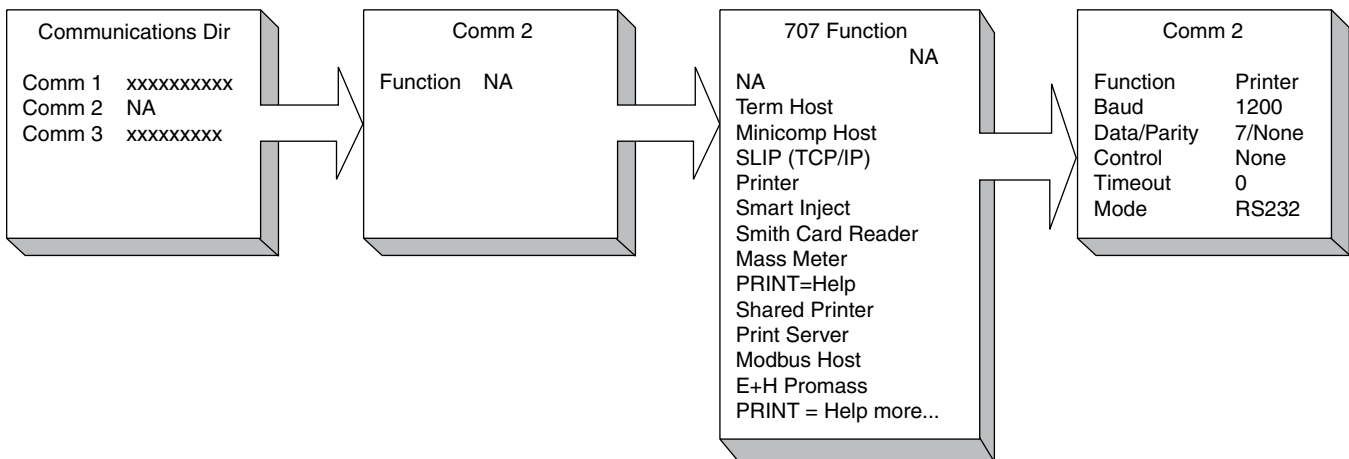 Communications Dir
Comm 1 xxxxxxxxxx
Comm 2 NA
Comm 3 xxxxxxxxx
Comm 2
Function NA
707 Function
NA
NA
Term Host
Minicomp Host
SLIP (TCP/IP)
Printer
Smart Inject
Smith Card Reader
Mass Meter
PRINT=Help
Shared Printer
Print Server
Modbus Host
E+H Promass
PRINT = Help more...
Comm 2
Function Printer
Baud 1200
Data/Parity 7/None
Control None
Timeout 0
Mode RS232